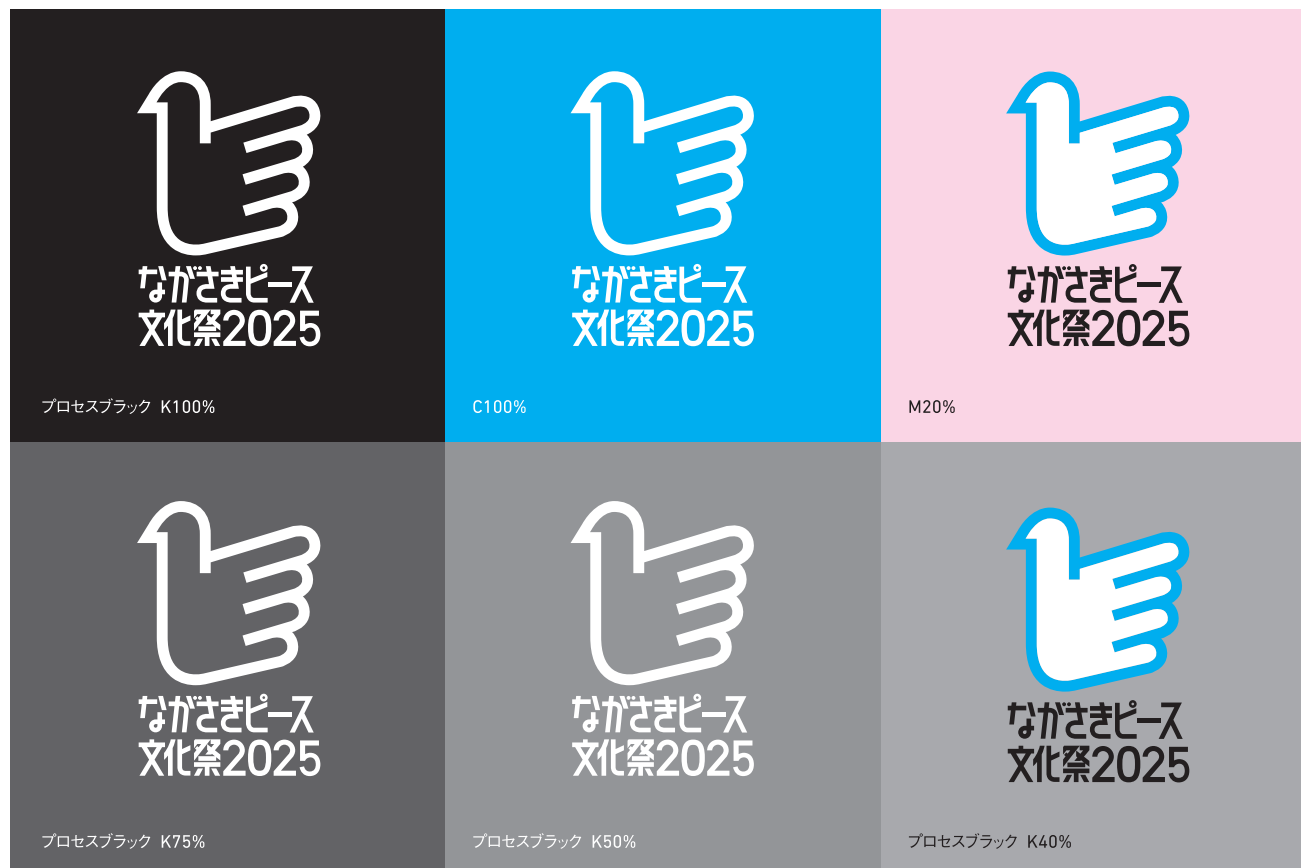 ながさきピース
文化祭2025
プロセスブラック K100%
ながさきピース
文化祭2025
C100%
ながさきピース
文化祭2025
M20%
ながさきピース
文化祭2025
プロセスブラック K75%
ながさきピース
文化祭2025
プロセスブラック K50%
ながさきピース
文化祭2025
プロセスブラック K40%